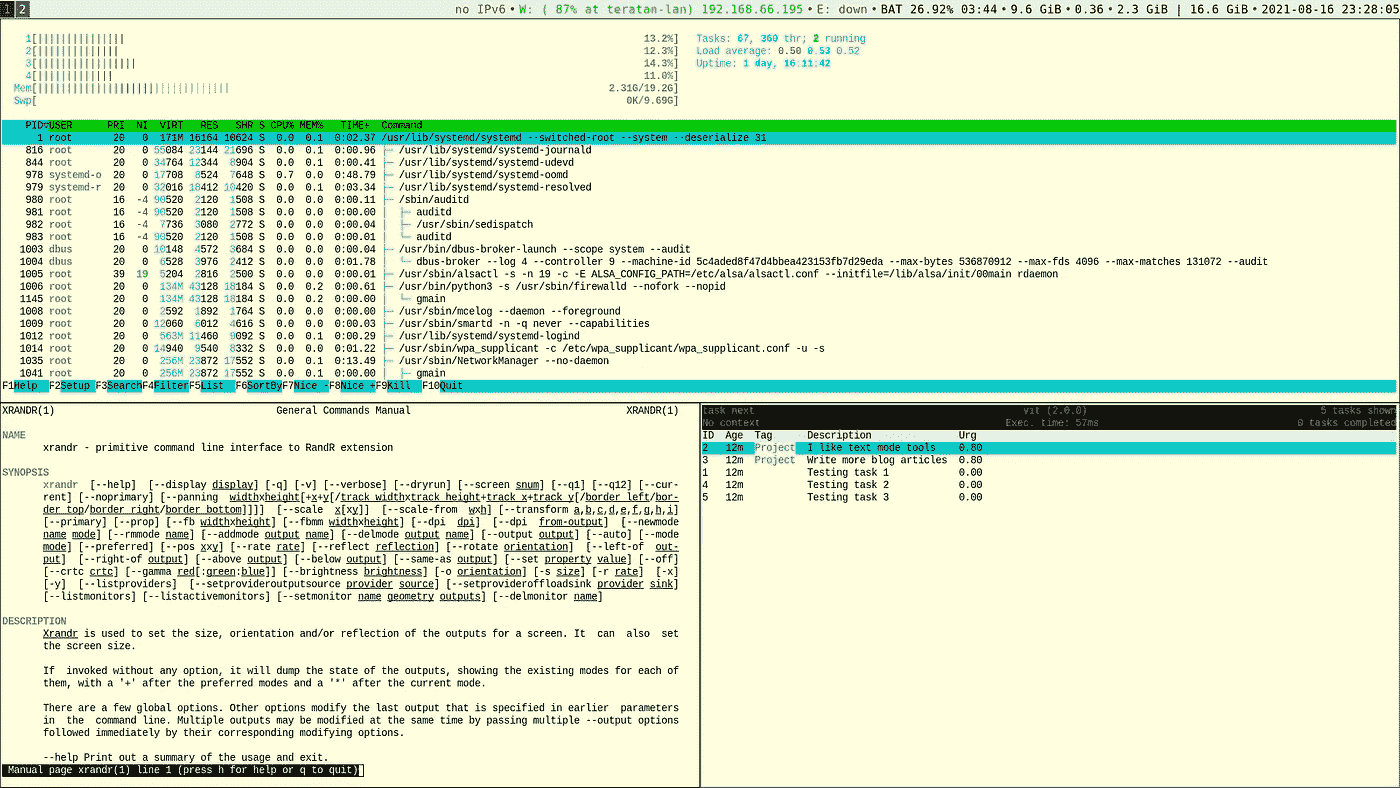 1 2 no IPv6 • W: ( 87% at teratan-lan) 192.168.66.195 • E: down • BAT 26.92% 03:44 • 9.6 GiB • 0.36 • 2.3 GiB | 16.6 GiB • 2021-08-16 23:28:05
1[||||||||||||||| 13.2%] Tasks: 67, 360 thr; 2 running
2[|||||||||||||| 12.3%] Load average: 0.50 0.53 0.52
3[||||||||||||||||| 14.3%] Uptime: 1 day, 16:11:42
4[||||||||||||| 11.0%]
Mem[||||||||||||||||||||||||||||||||| 2.31G/19.2G]
Swp[ 0K/9.69G]
PID▽USER PRI NI VIRT RES SHR S CPU% MEM% TIME+ Command
1 root 20 0 171M 16164 10624 S 0.0 0.1 0:02.37 /usr/lib/systemd/systemd --switched-root --system --deserialize 31
816 root 20 0 55084 23144 21696 S 0.0 0.1 0:00.96 ├─ /usr/lib/systemd/systemd-journald
844 root 20 0 34764 12344 8904 S 0.0 0.1 0:00.41 ├─ /usr/lib/systemd/systemd-udevd
978 systemd-o 20 0 17708 8524 7648 S 0.7 0.0 0:48.79 ├─ /usr/lib/systemd/systemd-oomd
979 systemd-r 20 0 32016 18412 10420 S 0.0 0.1 0:03.34 ├─ /usr/lib/systemd/systemd-resolved
980 root 16 -4 90520 2120 1508 S 0.0 0.0 0:00.11 ├─ /sbin/auditd
981 root 16 -4 90520 2120 1508 S 0.0 0.0 0:00.00 │ ├─ auditd
982 root 16 -4 7736 3080 2772 S 0.0 0.0 0:00.04 │ ├─ /usr/sbin/sedispatch
983 root 16 -4 90520 2120 1508 S 0.0 0.0 0:00.01 │ └─ auditd
1003 dbus 20 0 10148 4572 3684 S 0.0 0.0 0:00.04 ├─ /usr/bin/dbus-broker-launch --scope system --audit
1004 dbus 20 0 6528 3976 2412 S 0.0 0.0 0:01.78 │ └─ dbus-broker --log 4 --controller 9 --machine-id 5c4aded8f47d4bbea423153fb7d29eda --max-bytes 536870912 --max-fds 4096 --max-matches 131072 --audit
1005 root 39 19 5204 2816 2500 S 0.0 0.0 0:00.01 ├─ /usr/sbin/alsactl -s -n 19 -c -E ALSA_CONFIG_PATH=/etc/alsa/alsactl.conf --initfile=/lib/alsa/init/00main rdaemon
1006 root 20 0 134M 43128 18184 S 0.0 0.2 0:00.61 ├─ /usr/bin/python3 -s /usr/sbin/firewalld --nofork --nopid
1145 root 20 0 134M 43128 18184 S 0.0 0.2 0:00.00 │ └─ gmain
1008 root 20 0 2592 1892 1764 S 0.0 0.0 0:00.00 ├─ /usr/sbin/mcelog --daemon --foreground
1009 root 20 0 12060 6012 4616 S 0.0 0.0 0:00.03 ├─ /usr/sbin/smartd -n -q never --capabilities
1012 root 20 0 563M 11460 9092 S 0.0 0.1 0:00.29 ├─ /usr/lib/systemd/systemd-logind
1014 root 20 0 14940 9540 8332 S 0.0 0.0 0:01.22 ├─ /usr/sbin/wpa_supplicant -c /etc/wpa_supplicant/wpa_supplicant.conf -u -s
1035 root 20 0 256M 23872 17552 S 0.0 0.1 0:13.49 ├─ /usr/sbin/NetworkManager --no-daemon
1041 root 20 0 256M 23872 17552 S 0.0 0.1 0:00.00 │ ├─ gmain
F1Help F2Setup F3SearchF4FilterF5List F6SortByF7Nice -F8Nice +F9Kill F10Quit
XRANDR(1) General Commands Manual XRANDR(1)
NAME
xrandr - primitive command line interface to RandR extension
SYNOPSIS
xrandr [--help] [--display display] [-q] [-v] [--verbose] [--dryrun] [--screen snum] [--q1] [--q12] [--cur-
rent] [--noprimary] [--panning widthxheight[+x+y[/track_widthxtrack_height+track_x+track_y[/border_left/bor-
der_top/border_right/border_bottom]]]] [--scale x[xy]] [--scale-from wxh] [--transform a,b,c,d,e,f,g,h,i]
[--primary] [--prop] [--fb widthxheight] [--fbmm widthxheight] [--dpi dpi] [--dpi from-output] [--newmode
name mode] [--rmmode name] [--addmode output name] [--delmode output name] [--output output] [--auto] [--mode
mode] [--preferred] [--pos xxy] [--rate rate] [--reflect reflection] [--rotate orientation] [--left-of out-
put] [--right-of output] [--above output] [--below output] [--same-as output] [--set property value] [--off]
[--crtc crtc] [--gamma red[:green:blue]] [--brightness brightness] [-o orientation] [-s size] [-r rate] [-x]
[-y] [--listproviders] [--setprovideroutputsource provider source] [--setprovideroffloadsink provider sink]
[--listmonitors] [--listactivemonitors] [--setmonitor name geometry outputs] [--delmonitor name]
DESCRIPTION
Xrandr is used to set the size, orientation and/or reflection of the outputs for a screen. It can also set
the screen size.
If invoked without any option, it will dump the state of the outputs, showing the existing modes for each of
them, with a '+' after the preferred modes and a '*' after the current mode.
There are a few global options. Other options modify the last output that is specified in earlier parameters
in the command line. Multiple outputs may be modified at the same time by passing multiple --output options
followed immediately by their corresponding modifying options.
--help Print out a summary of the usage and exit.
Manual page xrandr(1) line 1 (press h for help or q to quit)
task next vit (2.0.0) 5 tasks shown
No context Exec. time: 57ms 0 tasks completed
ID Age Tag Description Urg
2 12m Project I like text mode tools 0.80
3 12m Project Write more blog articles 0.80
1 12m Testing task 1 0.00
4 12m Testing task 2 0.00
5 12m Testing task 3 0.00